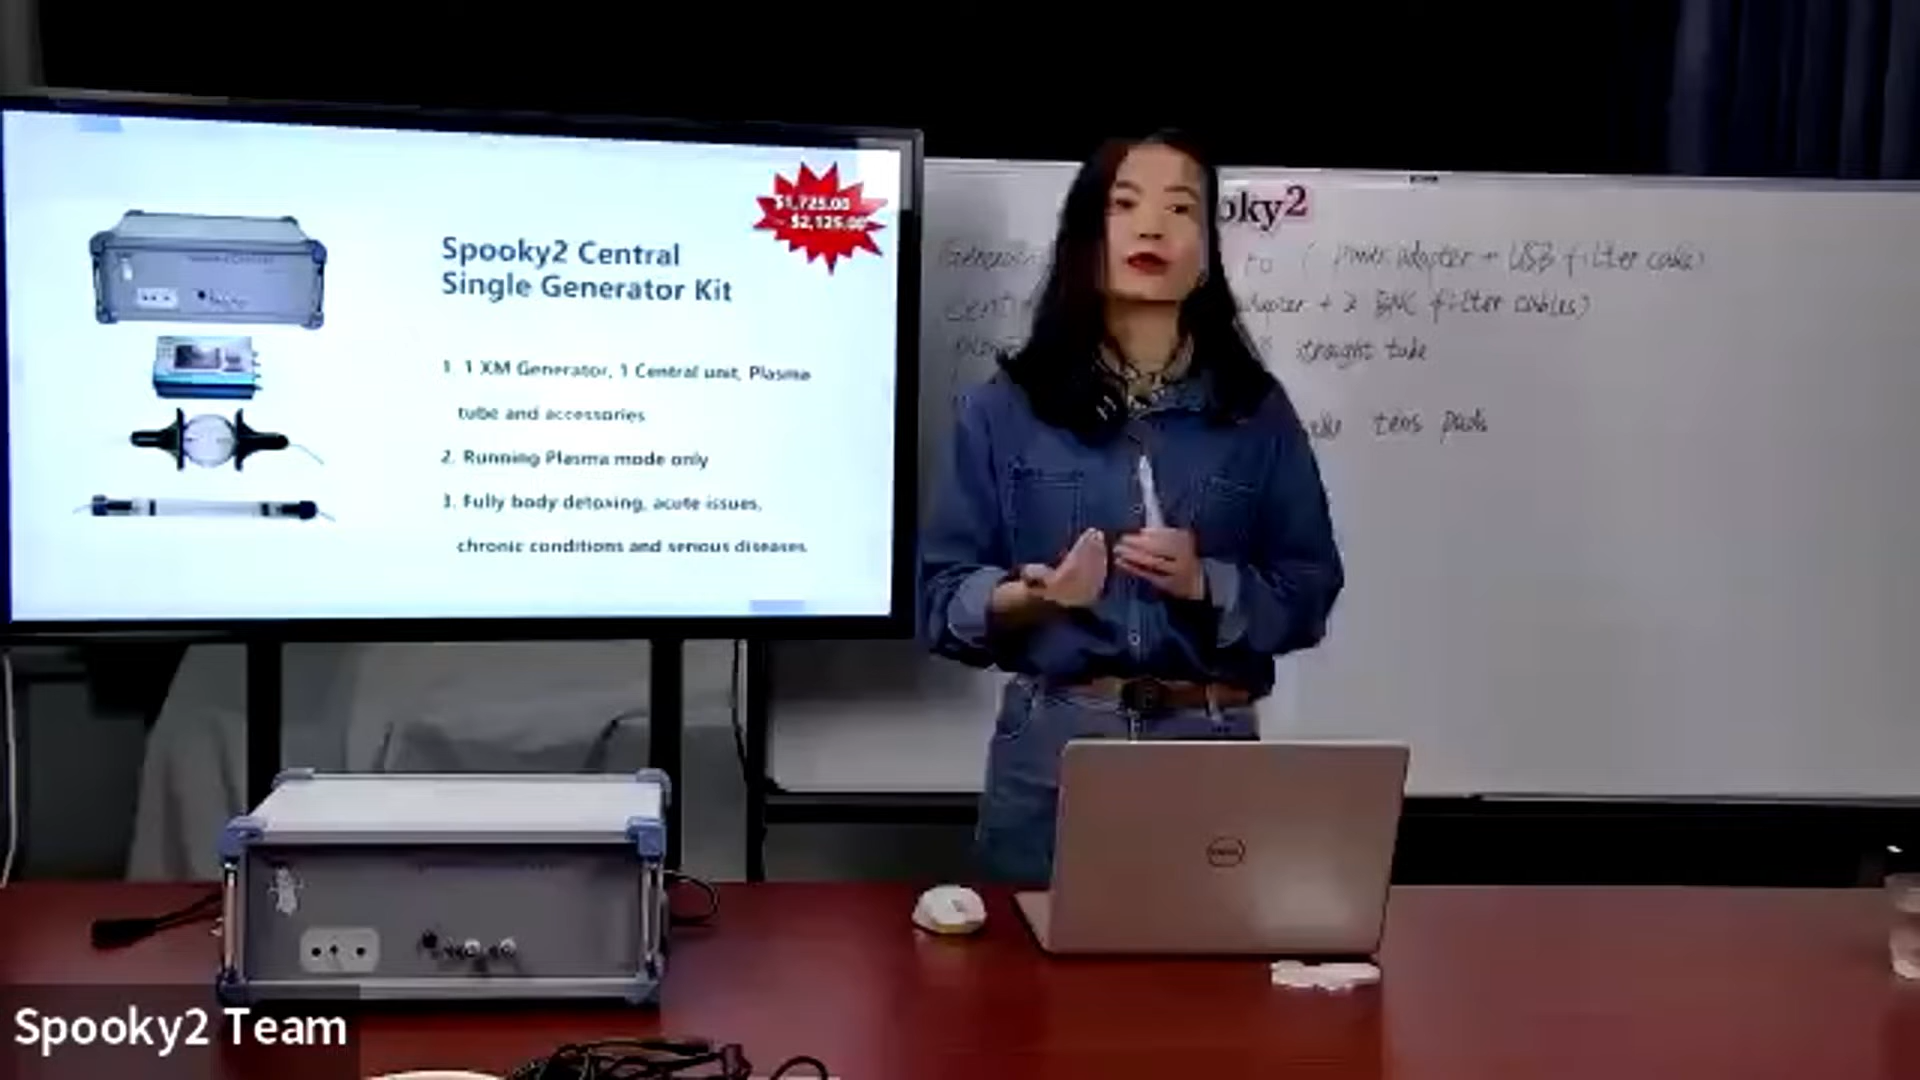 $1,725.00
$2,125.00
Spooky2 Central
Single Generator Kit
1. 1 XM Generator, 1 Central unit, Plasma
tube and accessories
2. Running Plasma mode only
3. Fully body detoxing, acute issues,
chronic conditions and serious diseases
oky2
( power adapter + USB filter cable)
adapter + 2 BNC filter cables)
straight tube
tens pads
DELL
Spooky2 Team